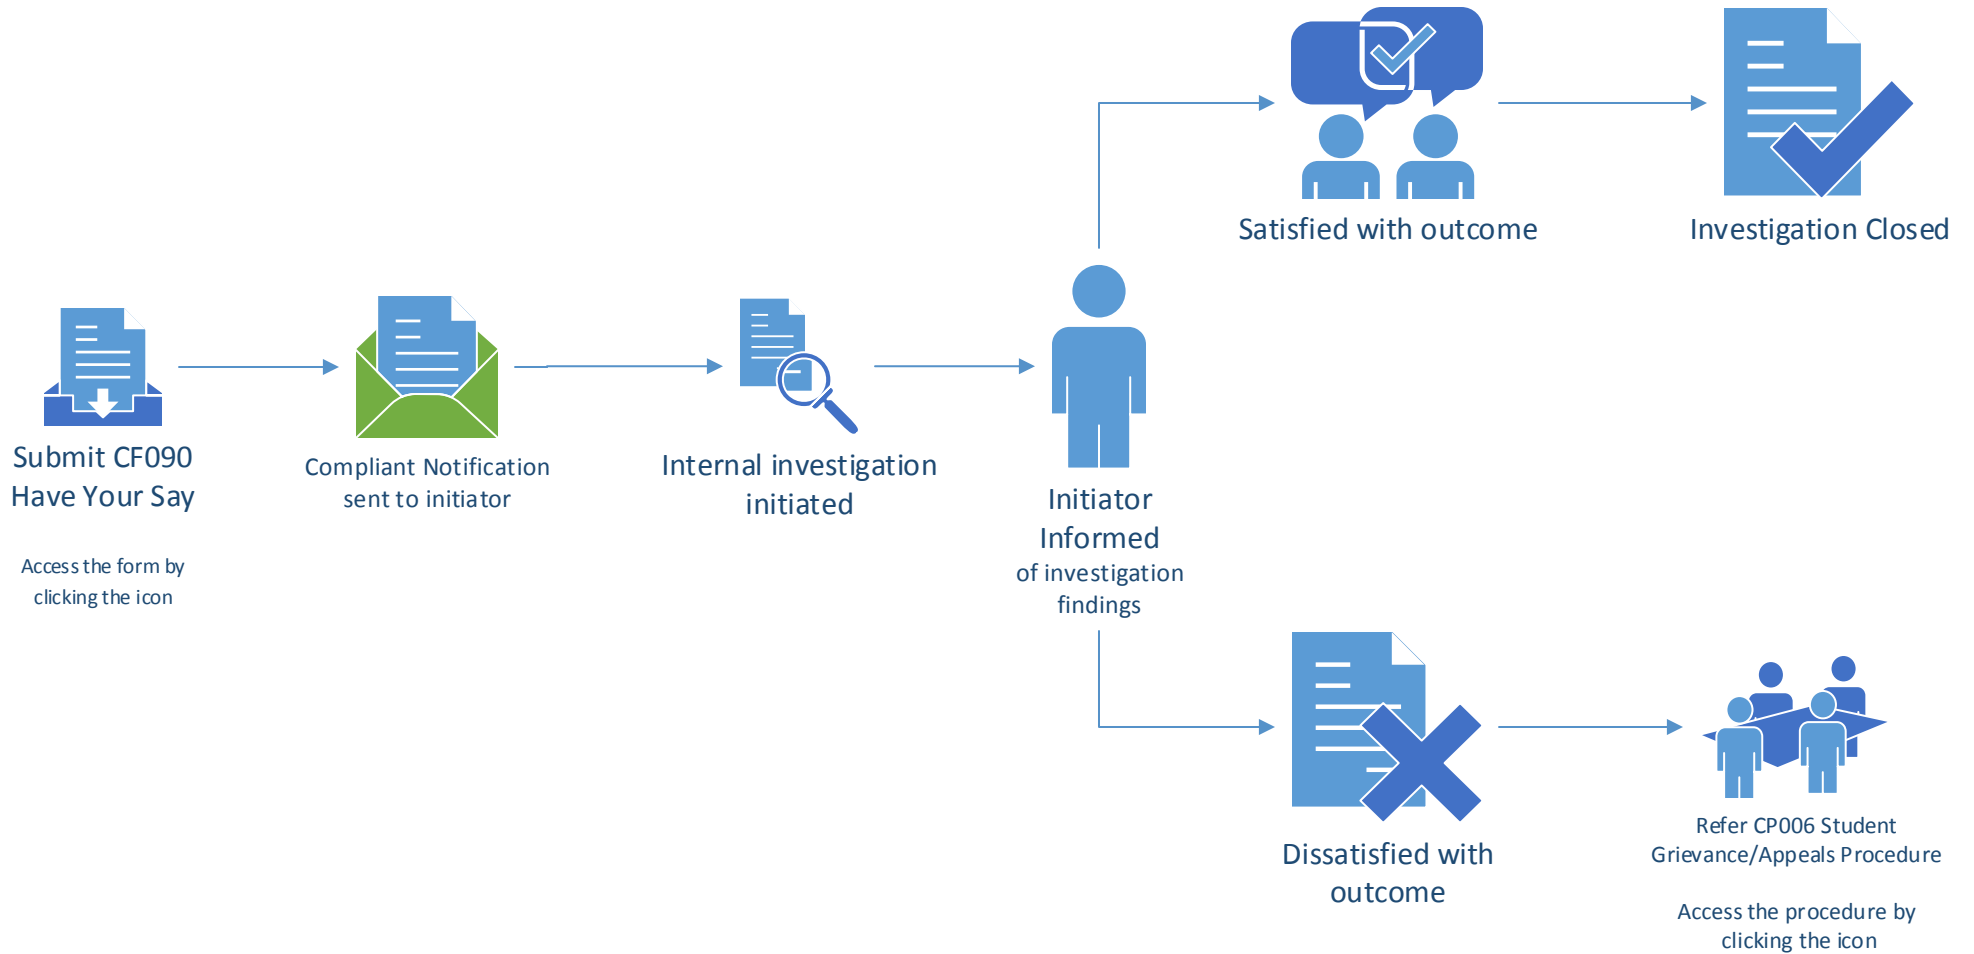 Submit CF090
Have Your Say
Access the form by
clicking the icon
Compliant Notification
sent to initiator
Internal investigation
initiated
Initiator
Informed
of investigation
findings
Satisfied with outcome
Investigation Closed
Dissatisfied with
outcome
Refer CP006 Student
Grievance/Appeals Procedure
Access the procedure by
clicking the icon